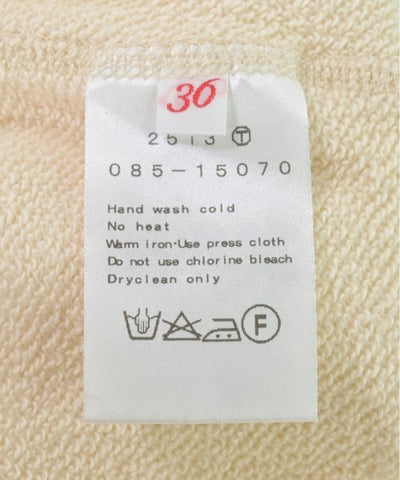 36
2513 Ⓣ
085-15070
Hand wash cold
No heat
Warm iron·Use press cloth
Do not use chlorine bleach
Dryclean only
F